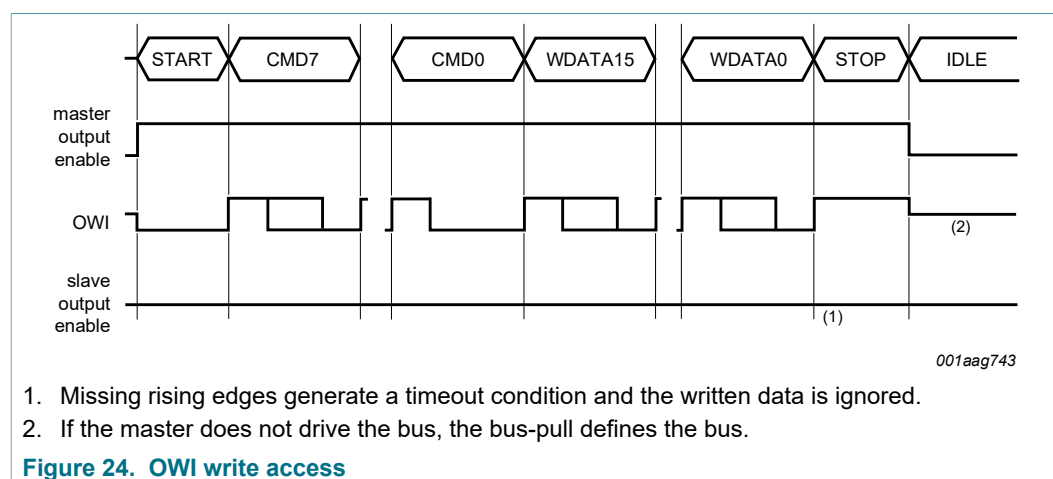 START CMD7 CMD0 WDATA15 WDATA0 STOP IDLE
master
output
enable
OWI
(2)
slave
output
enable
(1)
001aag743
1. Missing rising edges generate a timeout condition and the written data is ignored.
2. If the master does not drive the bus, the bus-pull defines the bus.
Figure 24. OWI write access